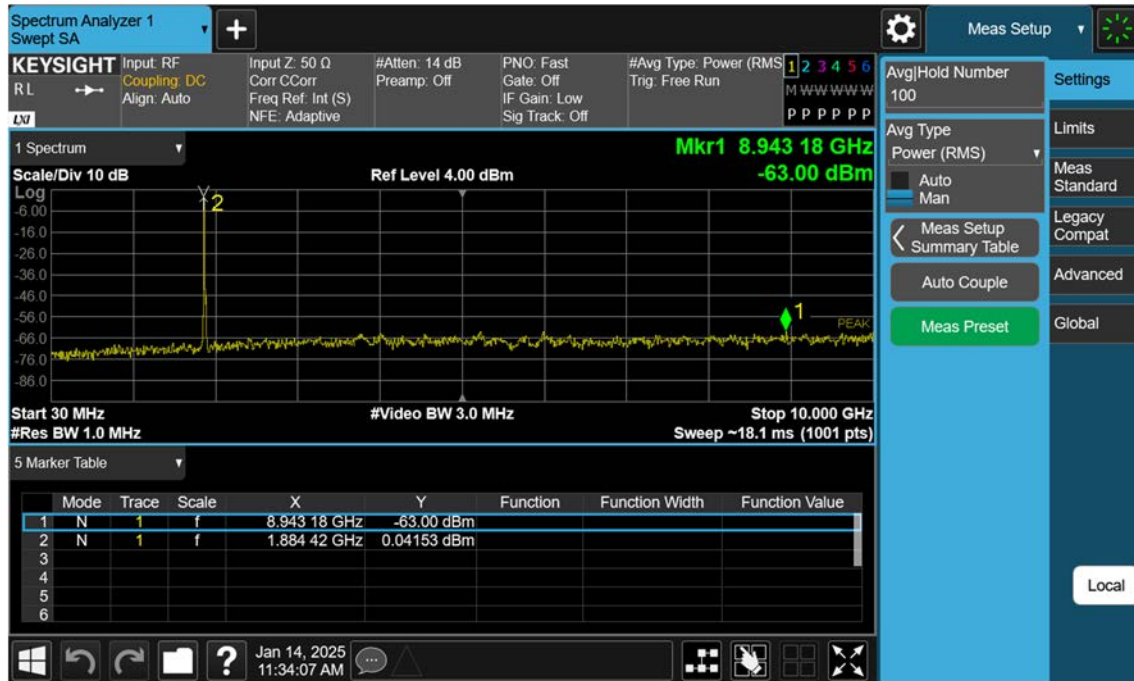 Spectrum Analyzer 1
Swept SA
Meas Setup
KEYSIGHT
RL
LXI
Input: RF
Coupling: DC
Align: Auto
Input Z: 50 Ω
Corr CCorr
Freq Ref: Int (S)
NFE: Adaptive
#Atten: 14 dB
Preamp: Off
PNO: Fast
Gate: Off
IF Gain: Low
Sig Track: Off
#Avg Type: Power (RMS
Trig: Free Run
1 2 3 4 5 6
M W W W W W
P P P P P P
1 Spectrum
Mkr1 8.943 18 GHz
Scale/Div 10 dB
Ref Level 4.00 dBm
-63.00 dBm
Log
-6.00
-16.0
-26.0
-36.0
-46.0
-56.0
-66.0
-76.0
-86.0
2
1
PEAK
Start 30 MHz
#Video BW 3.0 MHz
Stop 10.000 GHz
#Res BW 1.0 MHz
Sweep ~18.1 ms (1001 pts)
5 Marker Table
Mode Trace Scale X Y Function Function Width Function Value
1 N 1 f 8.943 18 GHz -63.00 dBm
2 N 1 f 1.884 42 GHz 0.04153 dBm
3
4
5
6
Jan 14, 2025
11:34:07 AM
?
Avg|Hold Number
100
Avg Type
Power (RMS)
Auto
Man
Meas Setup
Summary Table
Auto Couple
Meas Preset
Settings
Limits
Meas
Standard
Legacy
Compat
Advanced
Global
Local